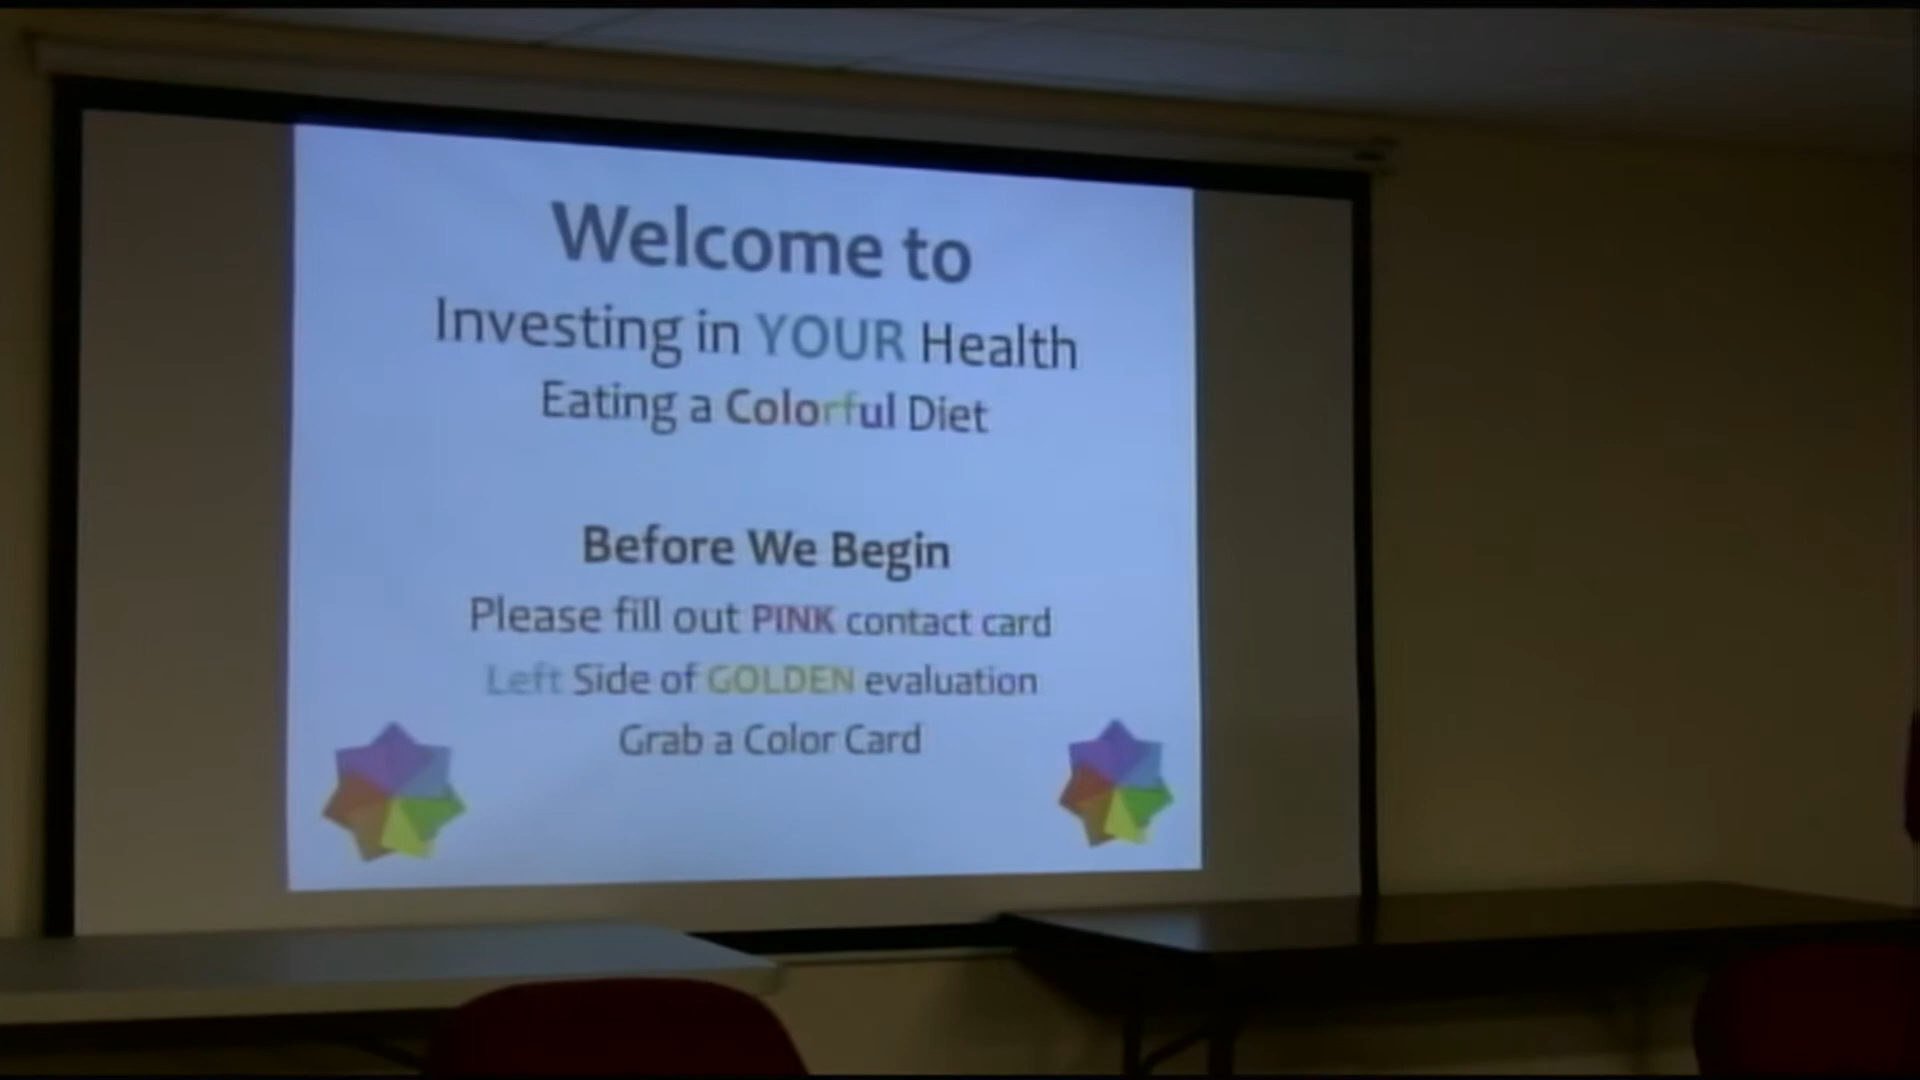 Welcome to
Investing in YOUR Health
Eating a Colorful Diet
Before We Begin
Please fill out PINK contact card
Left Side of GOLDEN evaluation
Grab a Color Card